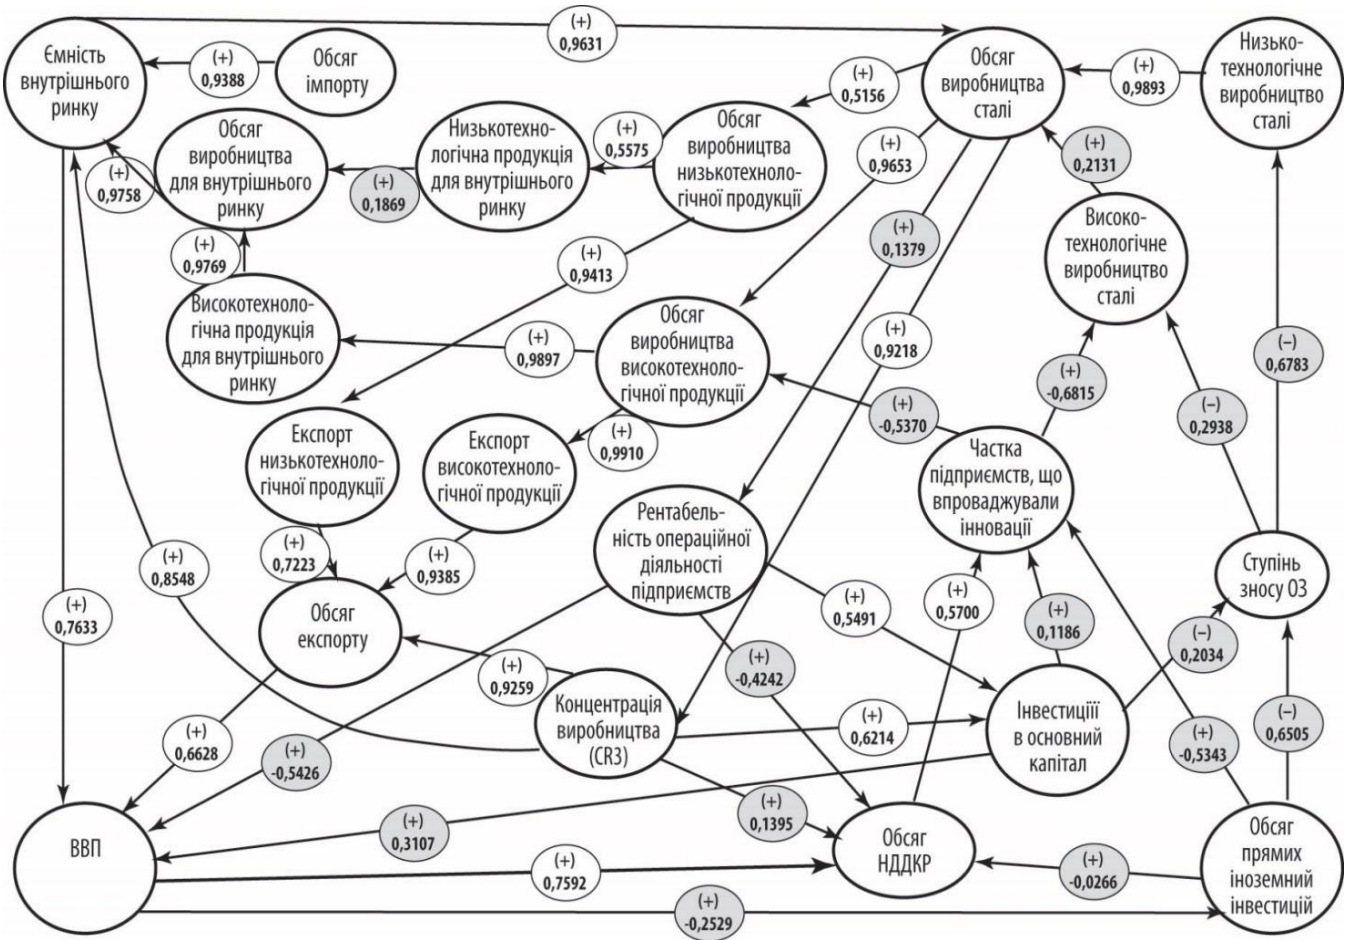 Ємність
внутрішнього
ринку
(+)
0,9388
Обсяг
імпорту
(+)
0,9631
Обсяг
виробництва
сталі
(+)
0,9893
Низько-
технологічне
виробництво
сталі
(+)
0,5156
(+)
0,9758
Обсяг
виробництва
для внутрішнього
ринку
(+)
0,1869
Низькотехно-
логічна продукція
для внутрішнього
ринку
(+)
0,5575
Обсяг
виробництва
низькотехноло-
гічної продукції
(+)
0,9653
(+)
0,2131
(+)
0,9769
(+)
0,9413
(+)
0,1379
Високо-
технологічне
виробництво
сталі
Високотехноло-
гічна продукція
для внутрішнього
ринку
(+)
0,9897
Обсяг
виробництва
високотехноло-
гічної продукції
(+)
0,9218
(+)
-0,6815
(–)
0,2938
(–)
0,6783
(+)
-0,5370
Експорт
низькотехноло-
гічної продукції
Експорт
високотехноло-
гічної продукції
(+)
0,9910
Частка
підприємств, що
впроваджували
інновації
(+)
0,8548
(+)
0,7223
(+)
0,9385
Рентабель-
ність операційної
діяльності
підприємств
Ступінь
зносу ОЗ
(+)
0,7633
Обсяг
експорту
(+)
0,5491
(+)
0,5700
(+)
0,1186
(–)
0,2034
(+)
0,9259
(+)
-0,4242
Концентрація
виробництва
(CR3)
(+)
0,6214
Інвестиціїї
в основний
капітал
(+)
-0,5343
(–)
0,6505
(+)
0,6628
(+)
-0,5426
ВВП
(+)
0,3107
(+)
0,1395
Обсяг
НДДКР
(+)
-0,0266
Обсяг
прямих
іноземний
інвестицій
(+)
0,7592
(+)
-0,2529